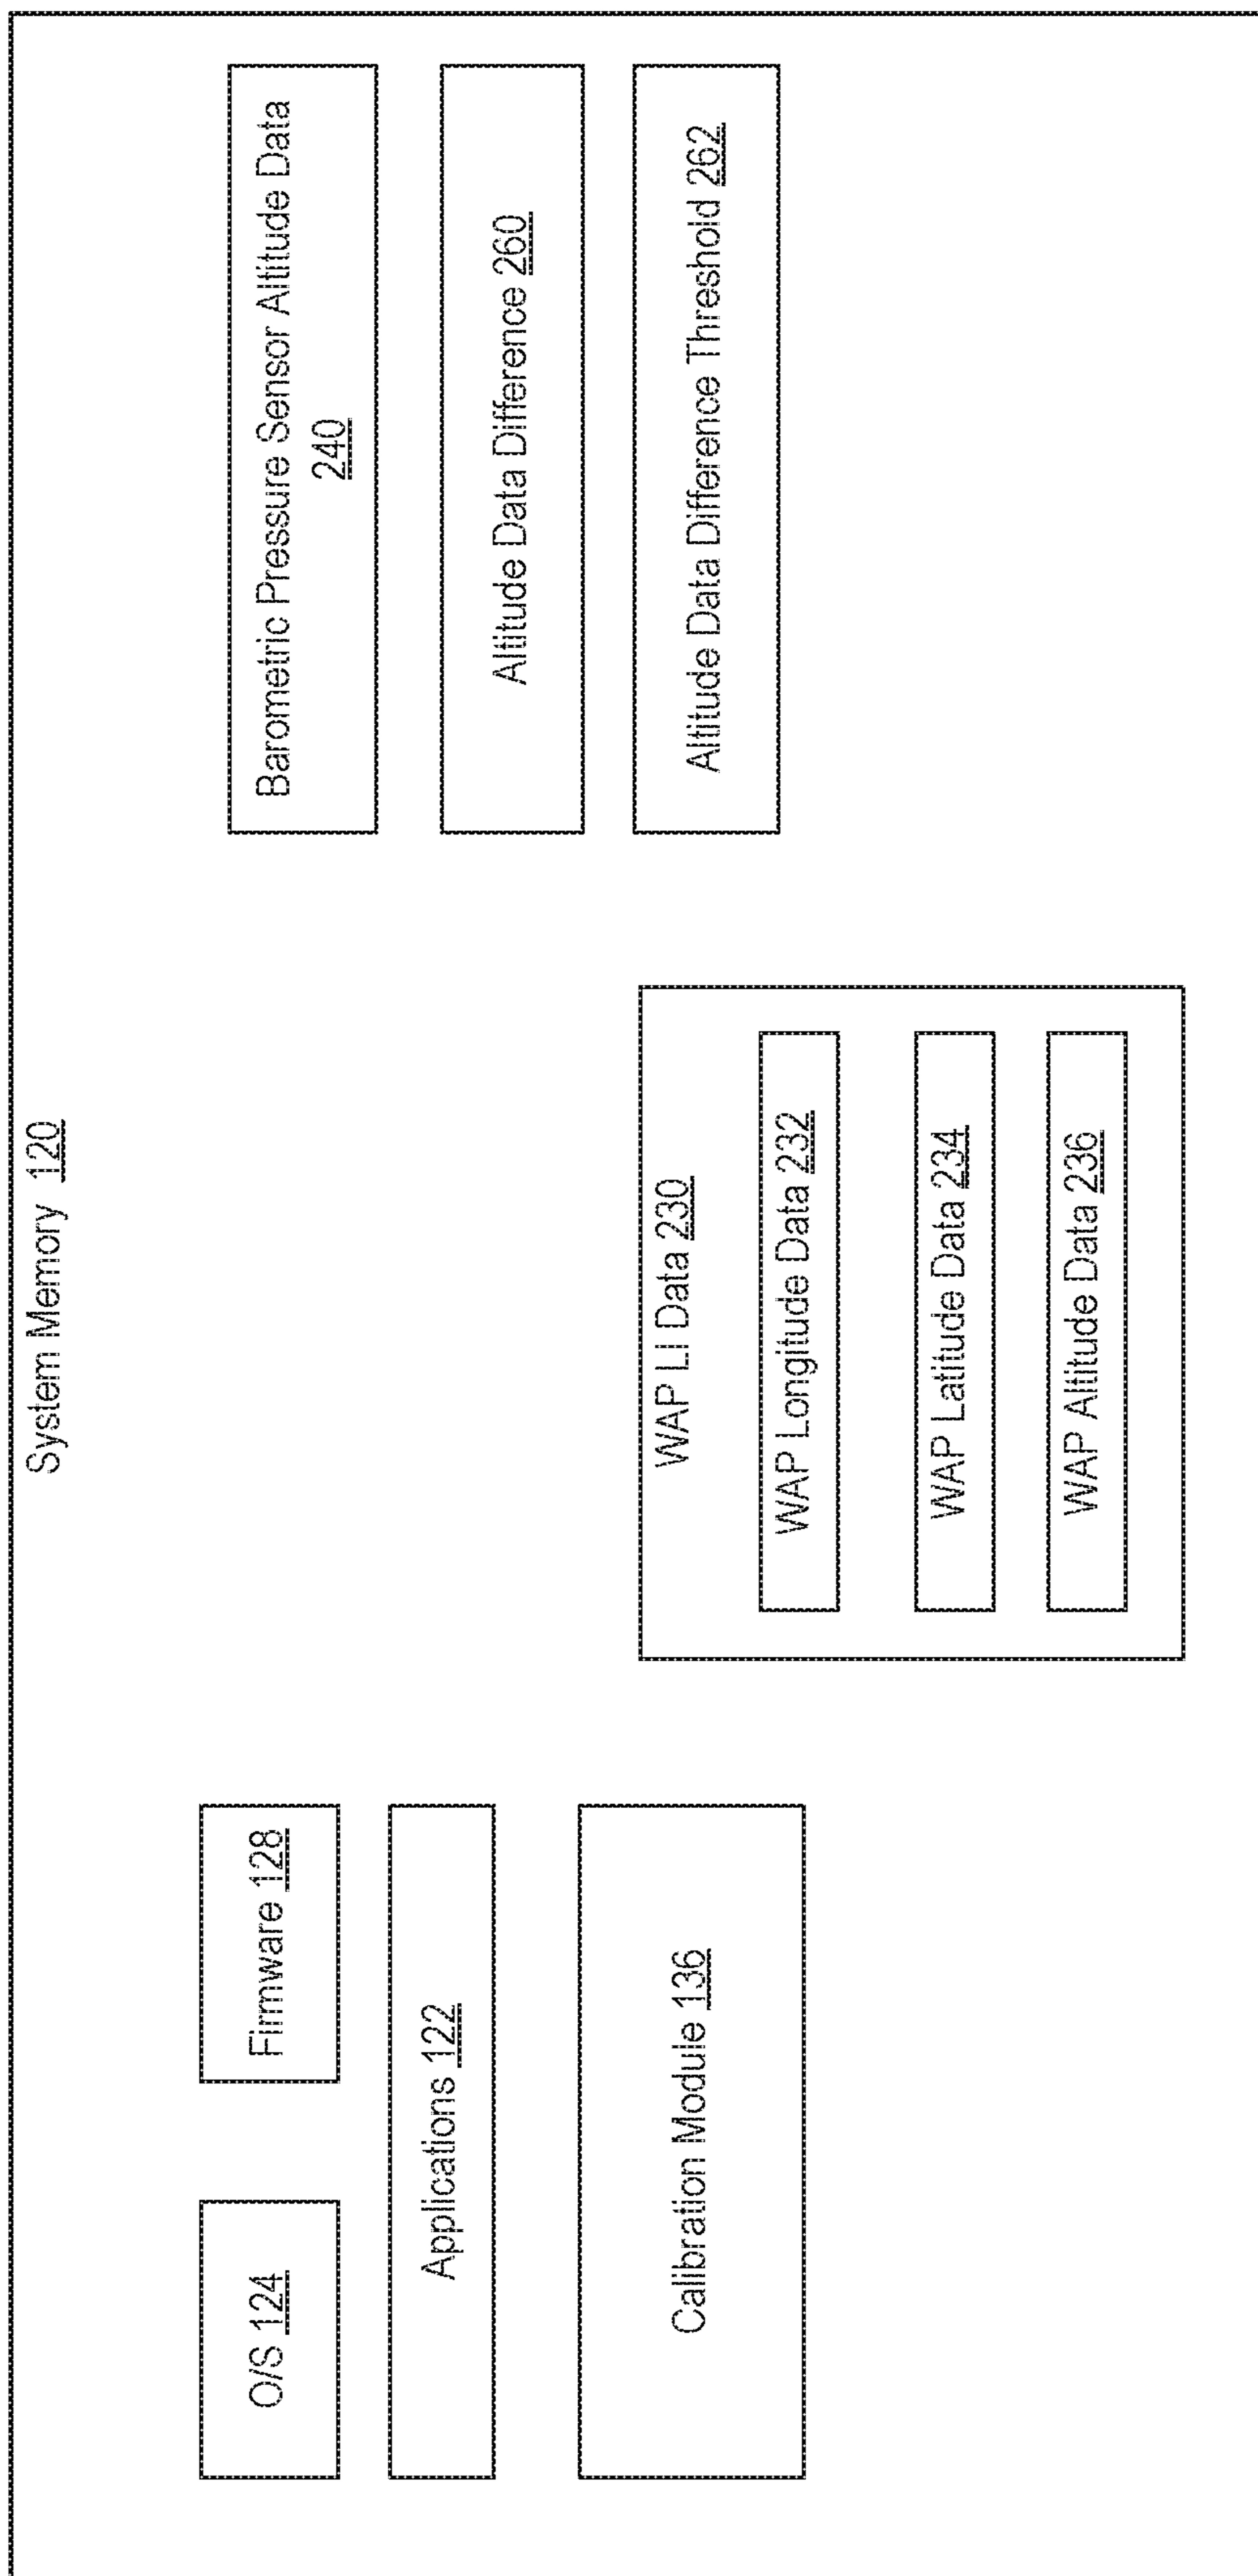 System Memory 120
O/S 124
Firmware 128
Applications 122
Calibration Module 136
WAP LI Data 230
WAP Longitude Data 232
WAP Latitude Data 234
WAP Altitude Data 236
Barometric Pressure Sensor Altitude Data
240
Altitude Data Difference 260
Altitude Data Difference Threshold 262